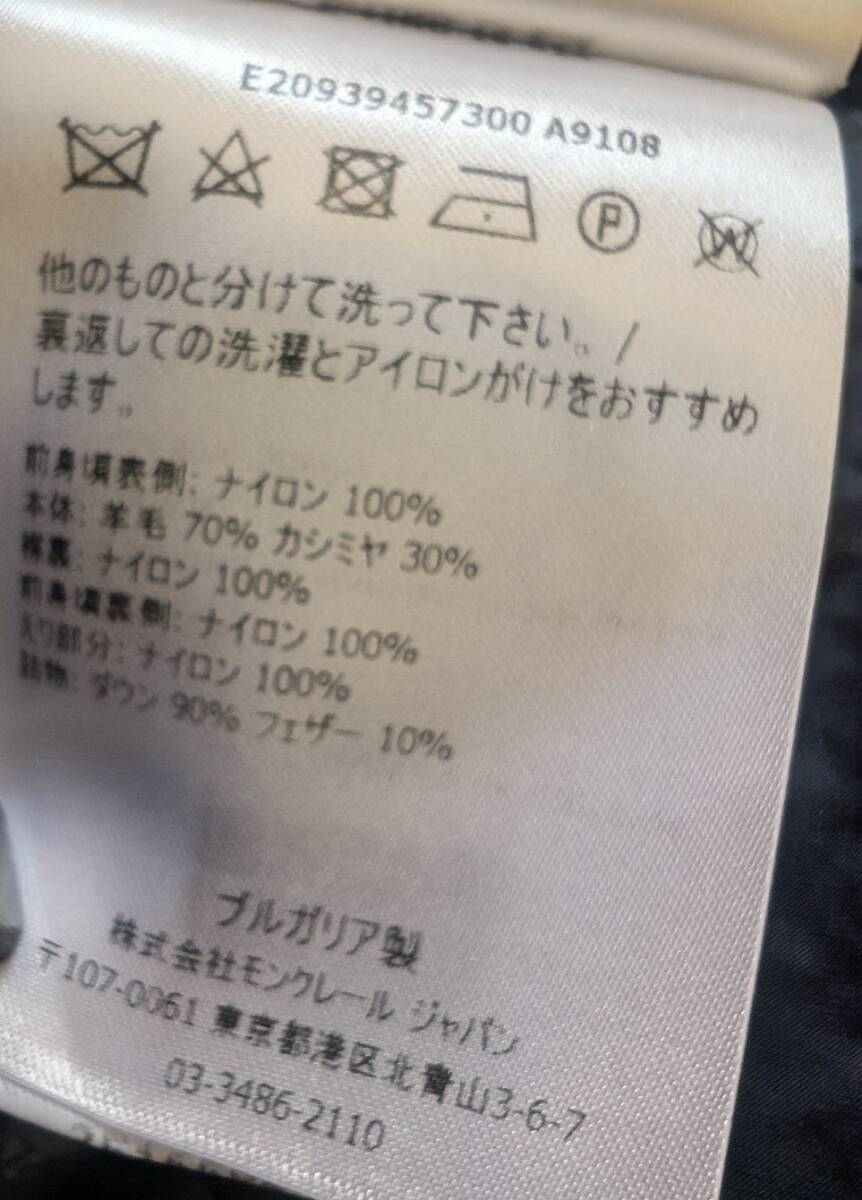 E20939457300 A9108
P
W
他のものと分けて洗って下さい。/
裏返しての洗濯とアイロンがけをおすすめ
します。
前身頃裏側: ナイロン 100%
本体: 羊毛 70% カシミヤ 30%
裏: ナイロン 100%
前身頃裏側: ナイロン 100%
えり部分: ナイロン 100%
詰物: ダウン 90% フェザー 10%
ブルガリア製
株式会社モンクレール ジャパン
〒107-0061 東京都港区北青山3-6-7
03-3486-2110